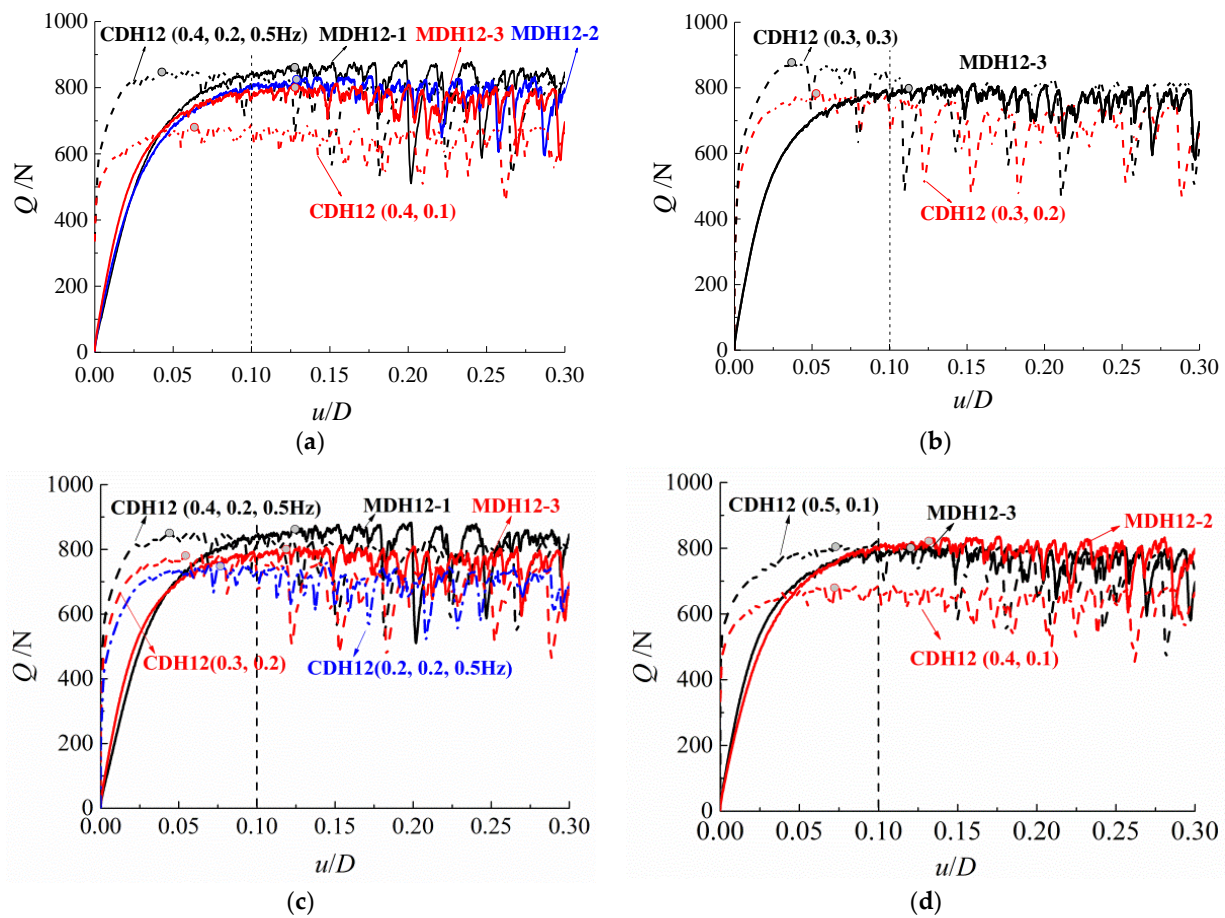 CDH12 (0.4, 0.2, 0.5Hz) MDH12-1 MDH12-3 MDH12-2
CDH12 (0.4, 0.1)
Q /N
1000
800
600
400
200
0
0.00 0.05 0.10 0.15 0.20 0.25 0.30
u/D
(a)
CDH12 (0.3, 0.3)
MDH12-3
CDH12 (0.3, 0.2)
Q /N
1000
800
600
400
200
0
0.00 0.05 0.10 0.15 0.20 0.25 0.30
u/D
(b)
CDH12 (0.4, 0.2, 0.5Hz) MDH12-1 MDH12-3
CDH12(0.3, 0.2)
CDH12(0.2, 0.2, 0.5Hz)
Q /N
1000
800
600
400
200
0
0.00 0.05 0.10 0.15 0.20 0.25 0.30
u/D
(c)
CDH12 (0.5, 0.1) MDH12-3
MDH12-2
CDH12 (0.4, 0.1)
Q /N
1000
800
600
400
200
0
0.00 0.05 0.10 0.15 0.20 0.25 0.30
u/D
(d)